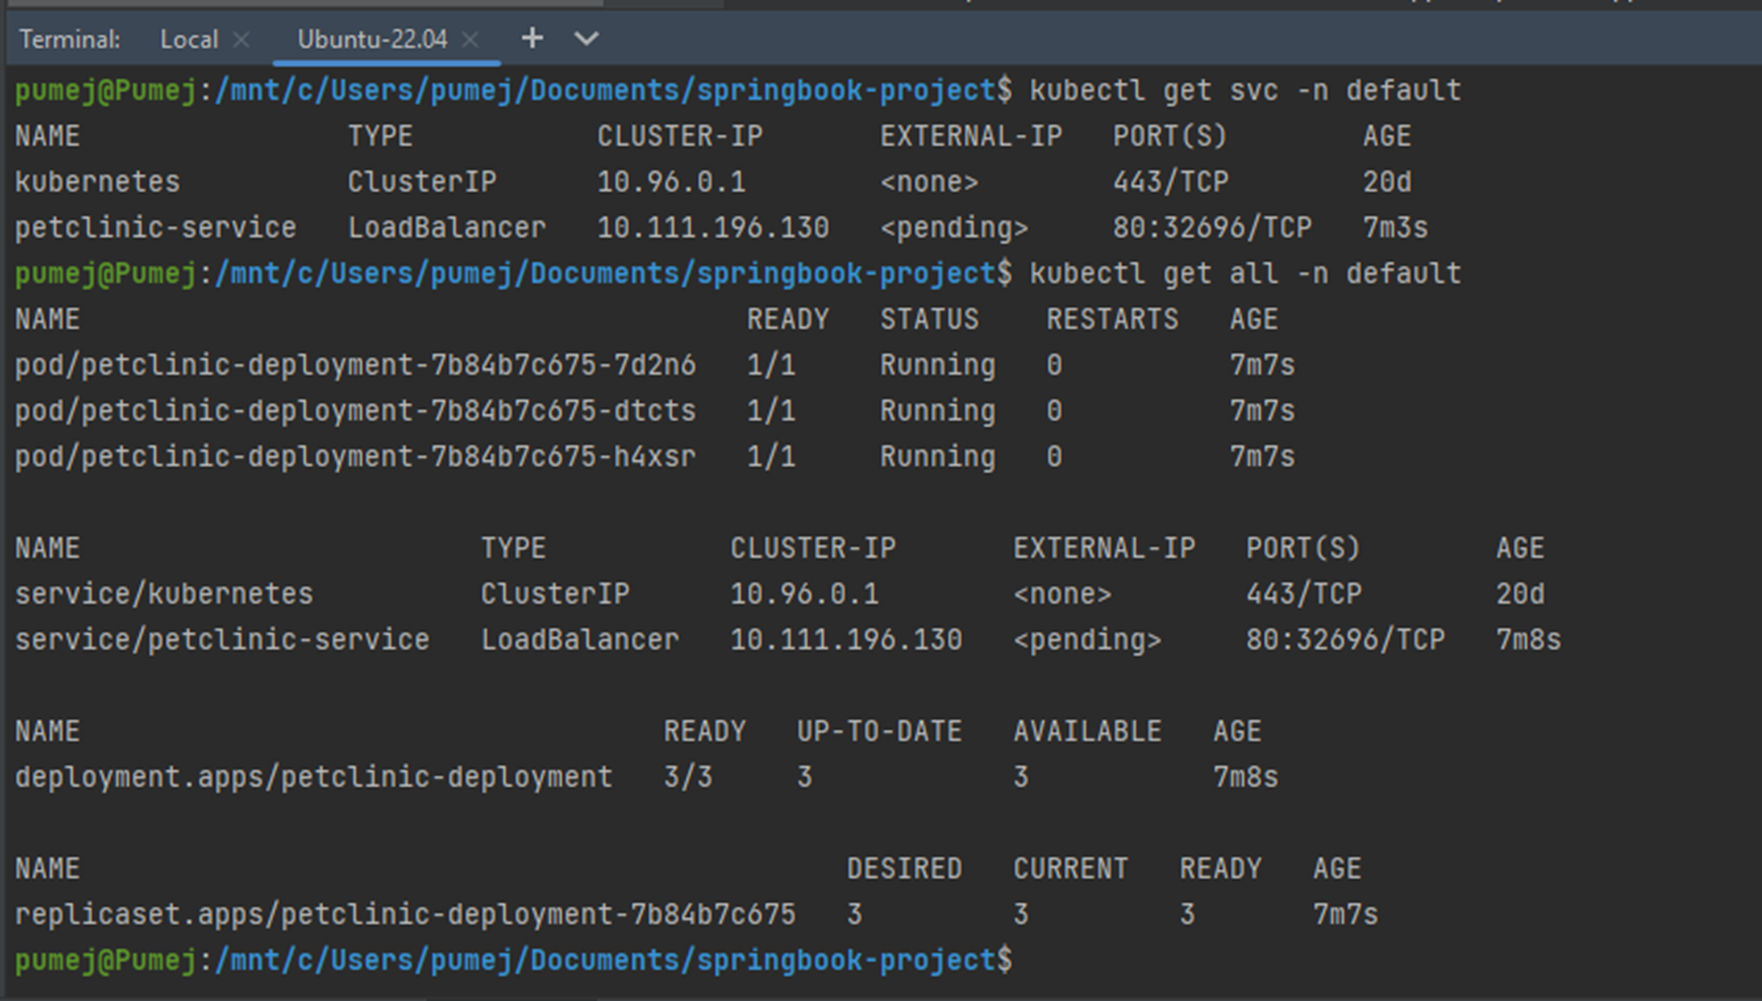 Terminal: Local × Ubuntu-22.04 × +
pumej@Pumej:/mnt/c/Users/pumej/Documents/springbook-project$ kubectl get svc -n default
NAME TYPE CLUSTER-IP EXTERNAL-IP PORT(S) AGE
kubernetes ClusterIP 10.96.0.1 <none> 443/TCP 20d
petclinic-service LoadBalancer 10.111.196.130 <pending> 80:32696/TCP 7m3s
pumej@Pumej:/mnt/c/Users/pumej/Documents/springbook-project$ kubectl get all -n default
NAME READY STATUS RESTARTS AGE
pod/petclinic-deployment-7b84b7c675-7d2n6 1/1 Running 0 7m7s
pod/petclinic-deployment-7b84b7c675-dtcts 1/1 Running 0 7m7s
pod/petclinic-deployment-7b84b7c675-h4xsr 1/1 Running 0 7m7s
NAME TYPE CLUSTER-IP EXTERNAL-IP PORT(S) AGE
service/kubernetes ClusterIP 10.96.0.1 <none> 443/TCP 20d
service/petclinic-service LoadBalancer 10.111.196.130 <pending> 80:32696/TCP 7m8s
NAME READY UP-TO-DATE AVAILABLE AGE
deployment.apps/petclinic-deployment 3/3 3 3 7m8s
NAME DESIRED CURRENT READY AGE
replicaset.apps/petclinic-deployment-7b84b7c675 3 3 3 7m7s
pumej@Pumej:/mnt/c/Users/pumej/Documents/springbook-project$